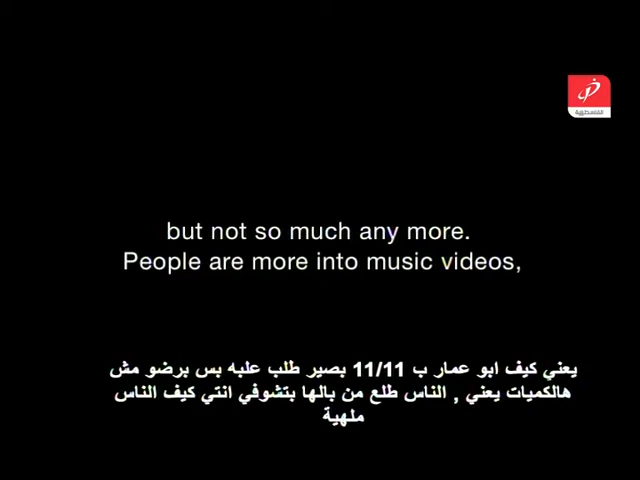 الفلسطينية
but not so much any more.
People are more into music videos,
يعني كيف ابو عمار ب 11/11 بصير طلب علبه بس برضو مش
هالكميات يعني , الناس طلع من بالها بتشوفي انتي كيف الناس
ملهية